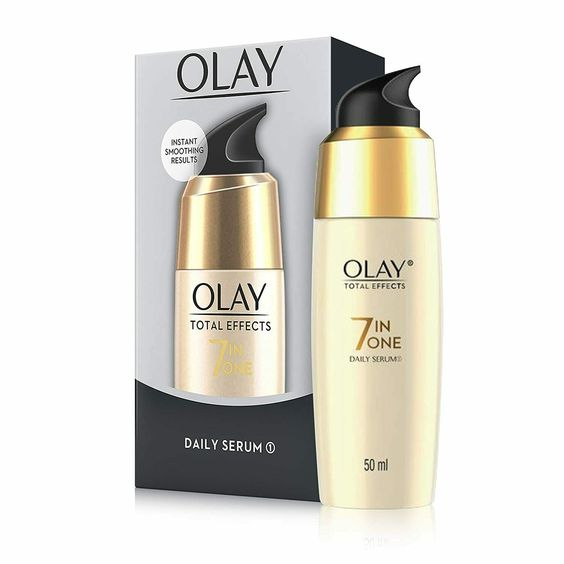 OLAY
INSTANT
SMOOTHING
RESULTS
OLAY
TOTAL EFFECTS
7 IN
ONE
DAILY SERUM ①
OLAY®
TOTAL EFFECTS
7 IN
ONE
DAILY SERUM①
50 ml